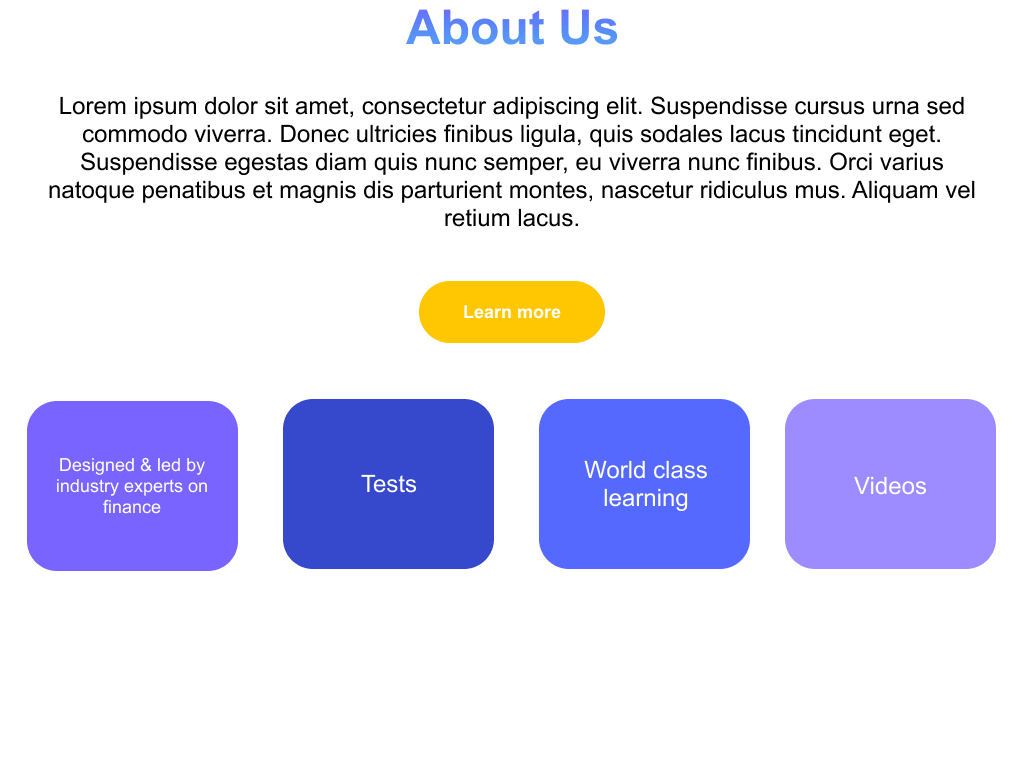 About Us
Lorem ipsum dolor sit amet, consectetur adipiscing elit. Suspendisse cursus urna sed
commodo viverra. Donec ultricies finibus ligula, quis sodales lacus tincidunt eget.
Suspendisse egestas diam quis nunc semper, eu viverra nunc finibus. Orci varius
natoque penatibus et magnis dis parturient montes, nascetur ridiculus mus. Aliquam vel
retium lacus.
Learn more
Designed & led by
industry experts on
finance
Tests
World class
learning
Videos